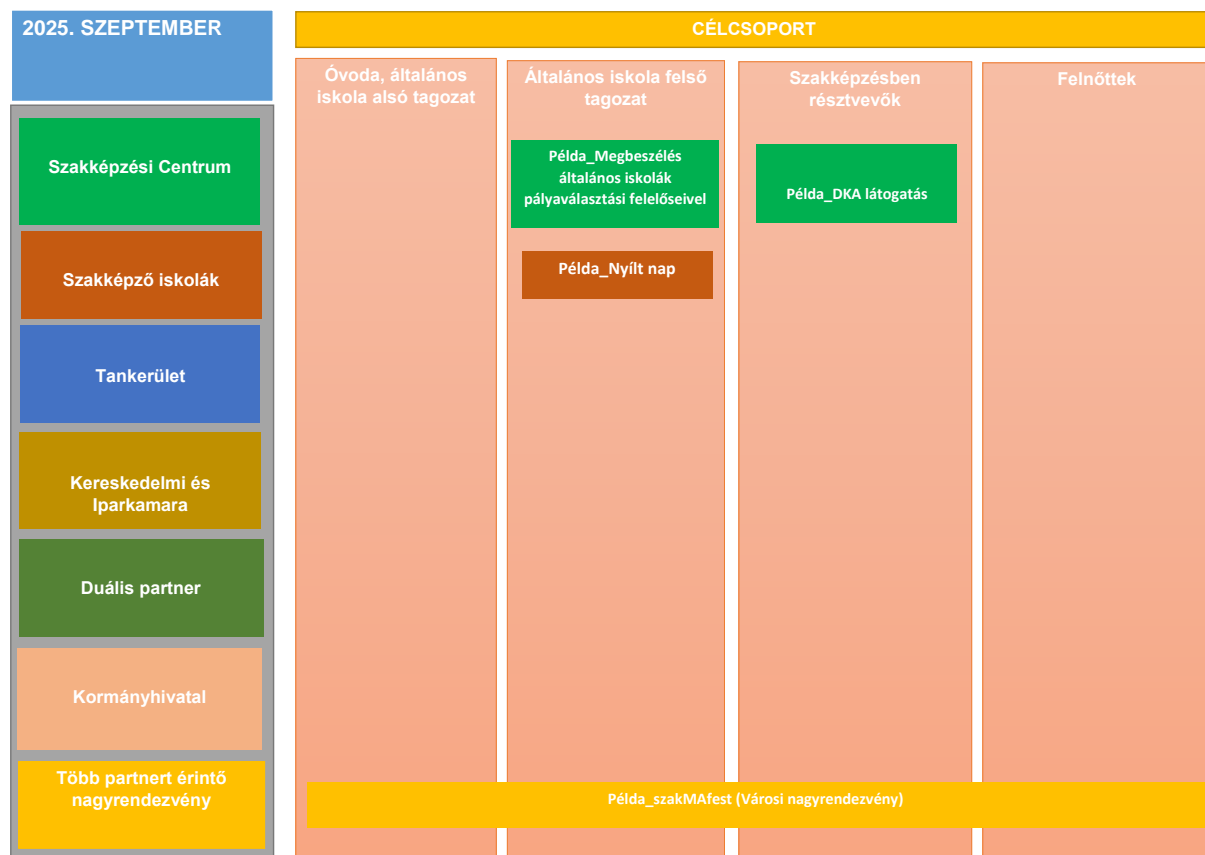 2025. SZEPTEMBER
CÉLCSOPORT
Óvoda, általános
iskola alsó tagozat
Általános iskola felső
tagozat
Szakképzésben
résztvevők
Felnőttek
Szakképzési Centrum
Példa_Megbeszélés
általános iskolák
pályaválasztási felelőseivel
Példa_DKA látogatás
Szakképző iskolák
Példa_Nyílt nap
Tankerület
Kereskedelmi és
Iparkamara
Duális partner
Kormányhivatal
Több partnert érintő
nagyrendezvény
Példa_szakMAfest (Városi nagyrendezvény)